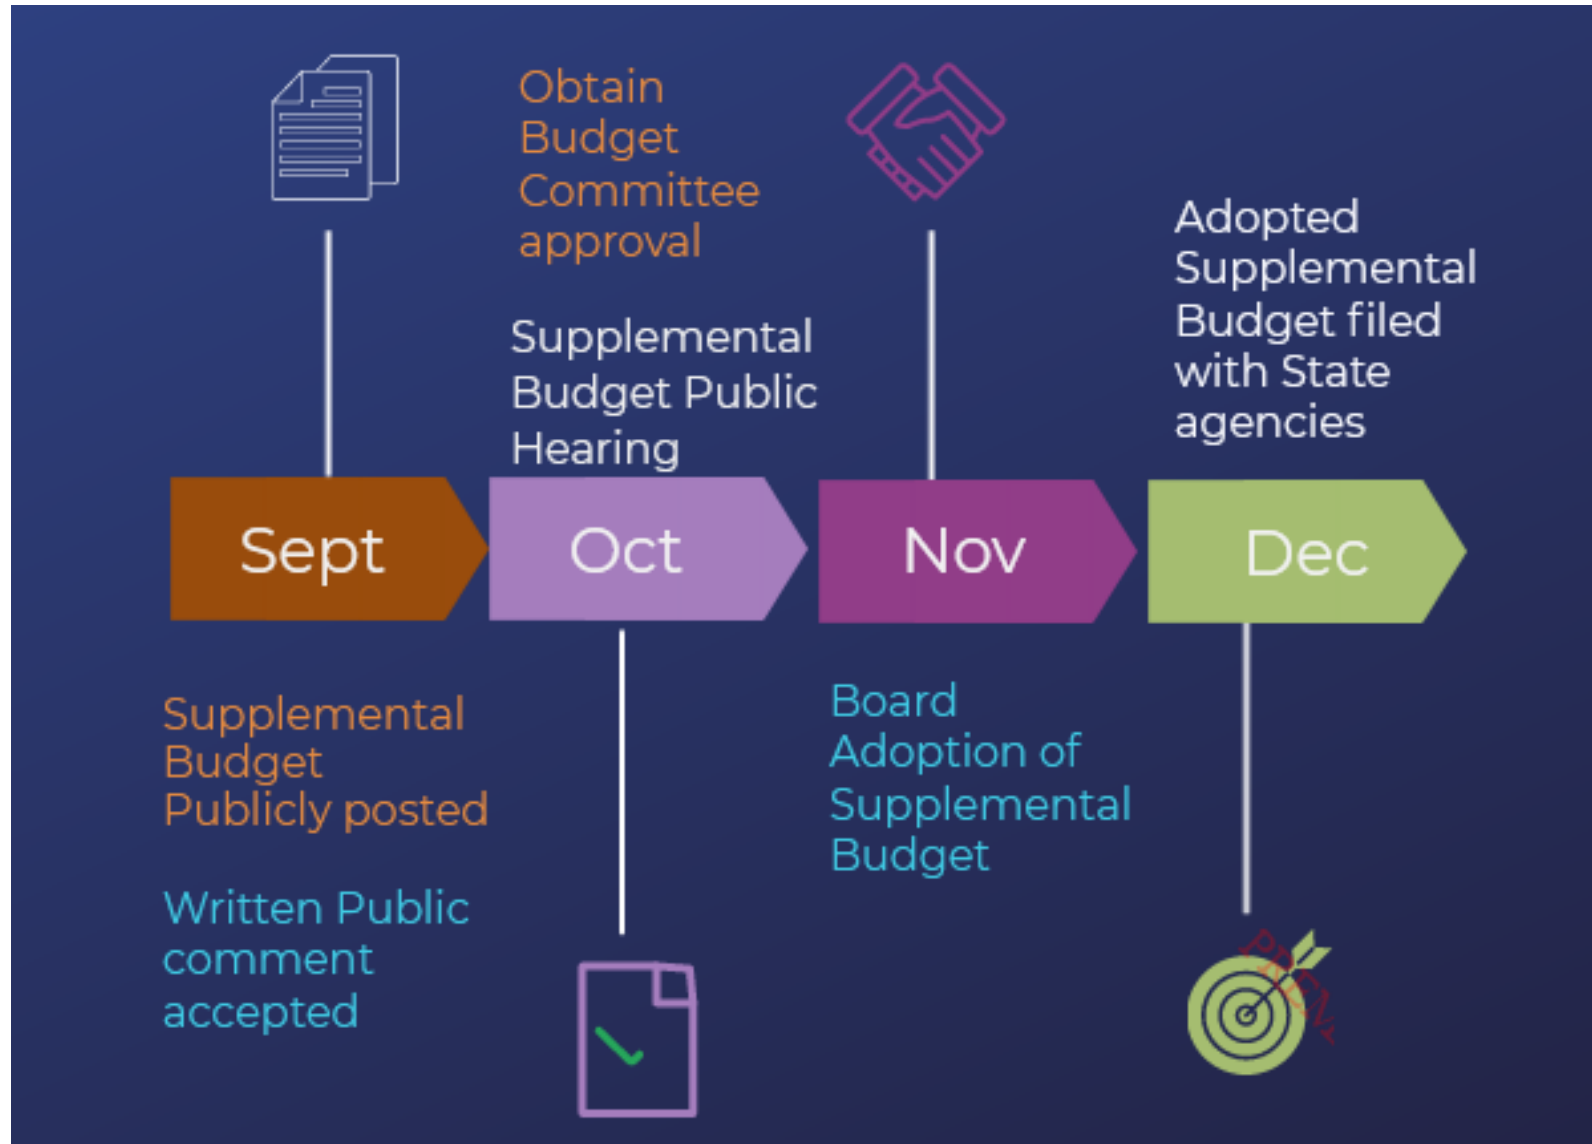 Obtain
Budget
Committee
approval
Supplemental
Budget Public
Hearing
Adopted
Supplemental
Budget filed
with State
agencies
Sept
Oct
Nov
Dec
Supplemental
Budget
Publicly posted
Written Public
comment
accepted
Board
Adoption of
Supplemental
Budget